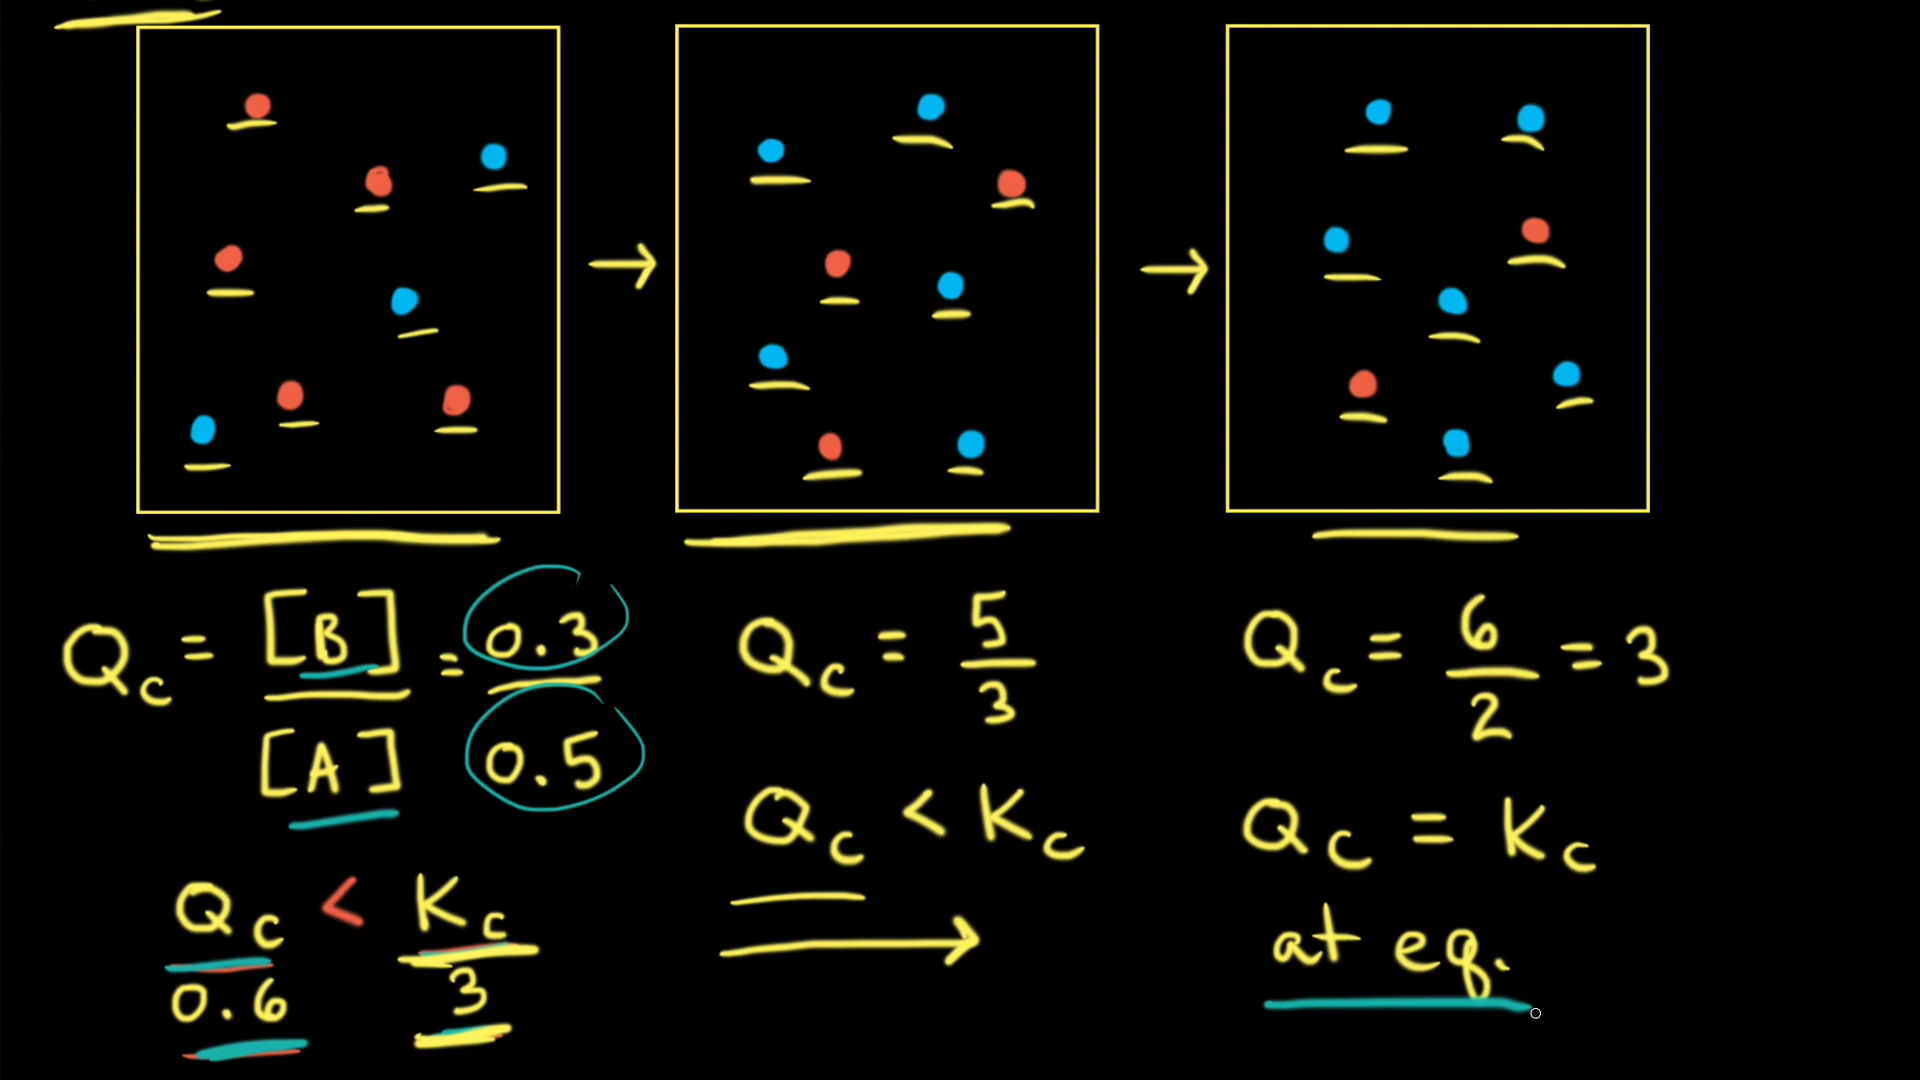 Qc = [B] / [A] = 0.3 / 0.5
Qc < Kc
0.6 3
Qc = 5/3
Qc < Kc
Qc = 6/2 = 3
Qc = Kc
at eq.